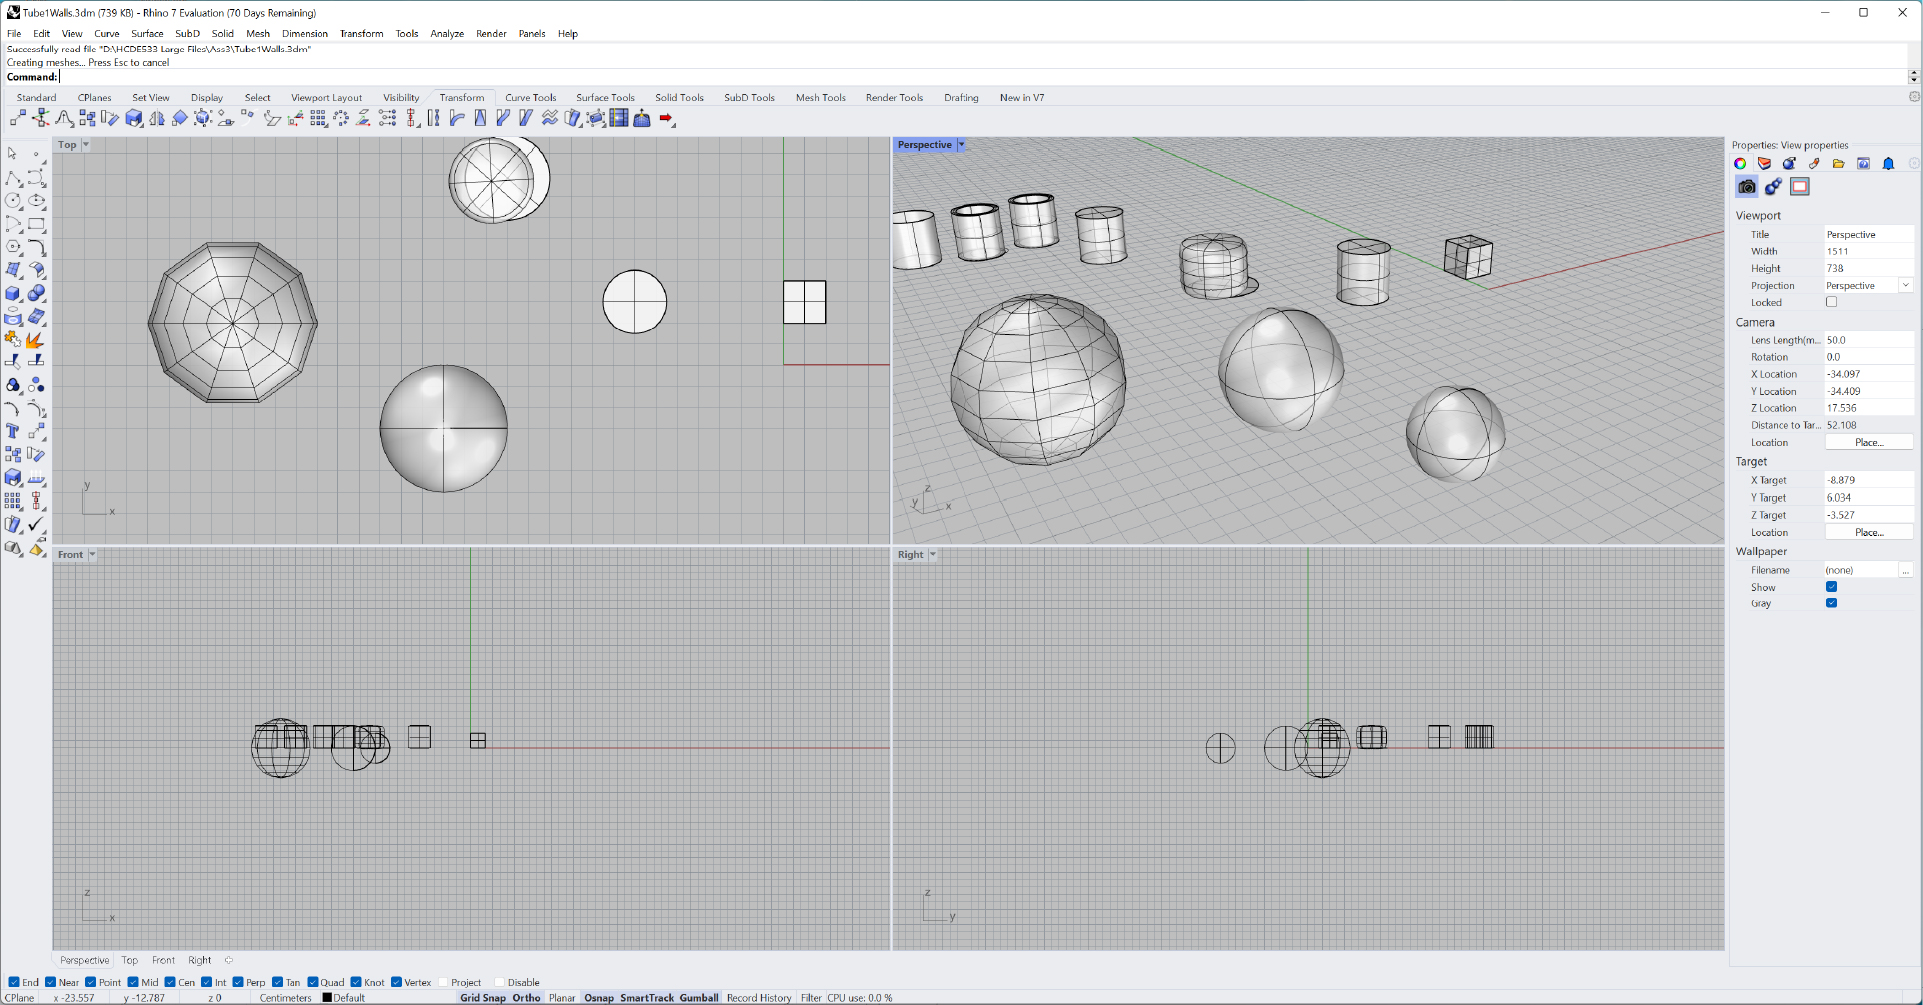 Tube1Walls.3dm (739 KB) - Rhino 7 Evaluation (70 Days Remaining)
File Edit View Curve Surface SubD Solid Mesh Dimension Transform Tools Analyze Render Panels Help
Successfully read file "D:\HCDE533 Large Files\Ass3\Tube1Walls.3dm"
Creating meshes... Press Esc to cancel
Command:
Standard CPlanes Set View Display Select Viewport Layout Visibility Transform Curve Tools Surface Tools Solid Tools SubD Tools Mesh Tools Render Tools Drafting New in V7
Top
y
x
Perspective
z
y
x
Front
z
x
Right
z
y
Properties: View properties
Viewport
Title Perspective
Width 1511
Height 738
Projection Perspective
Locked
Camera
Lens Length(m... 50.0
Rotation 0.0
X Location -34.097
Y Location -34.409
Z Location 17.536
Distance to Tar... 52.108
Location Place...
Target
X Target -8.879
Y Target 6.034
Z Target -3.527
Location Place...
Wallpaper
Filename (none) ...
Show
Gray
Perspective Top Front Right
End Near Point Mid Cen Int Perp Tan Quad Knot Vertex Project Disable
CPlane x -23.557 y -12.787 z 0 Centimeters Default Grid Snap Ortho Planar Osnap SmartTrack Gumball Record History Filter CPU use: 0.0 %